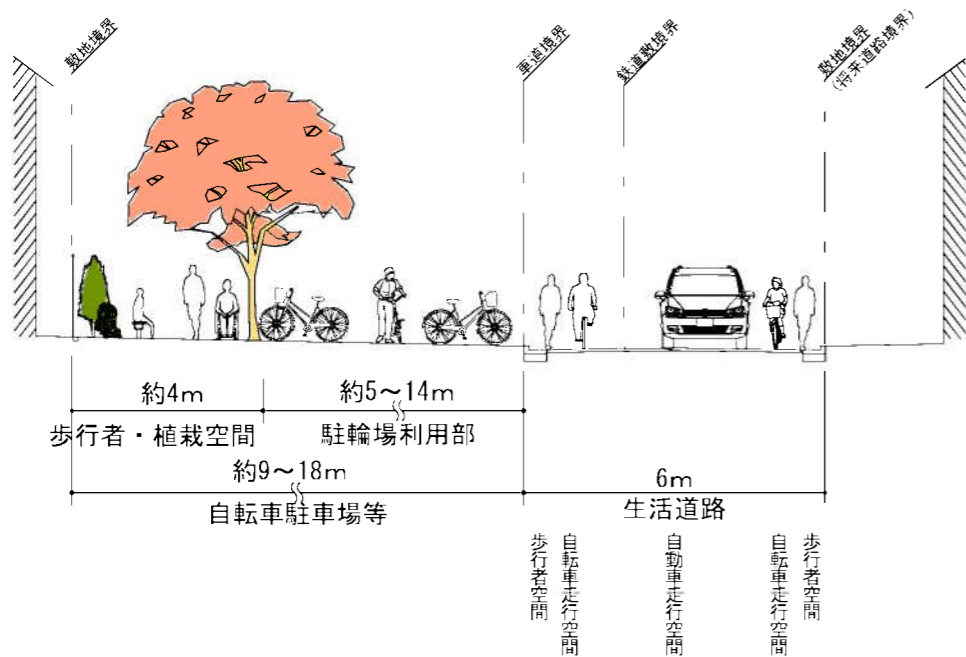 敷地境界
車道境界
鉄道敷境界
敷地境界
(将来道路境界)
約4m
約5〜14m
歩行者・植栽空間
駐輪場利用部
約9〜18m
6m
自転車駐車場等
生活道路
歩行者空間
自転車走行空間
自動車走行空間
自転車走行空間
歩行者空間